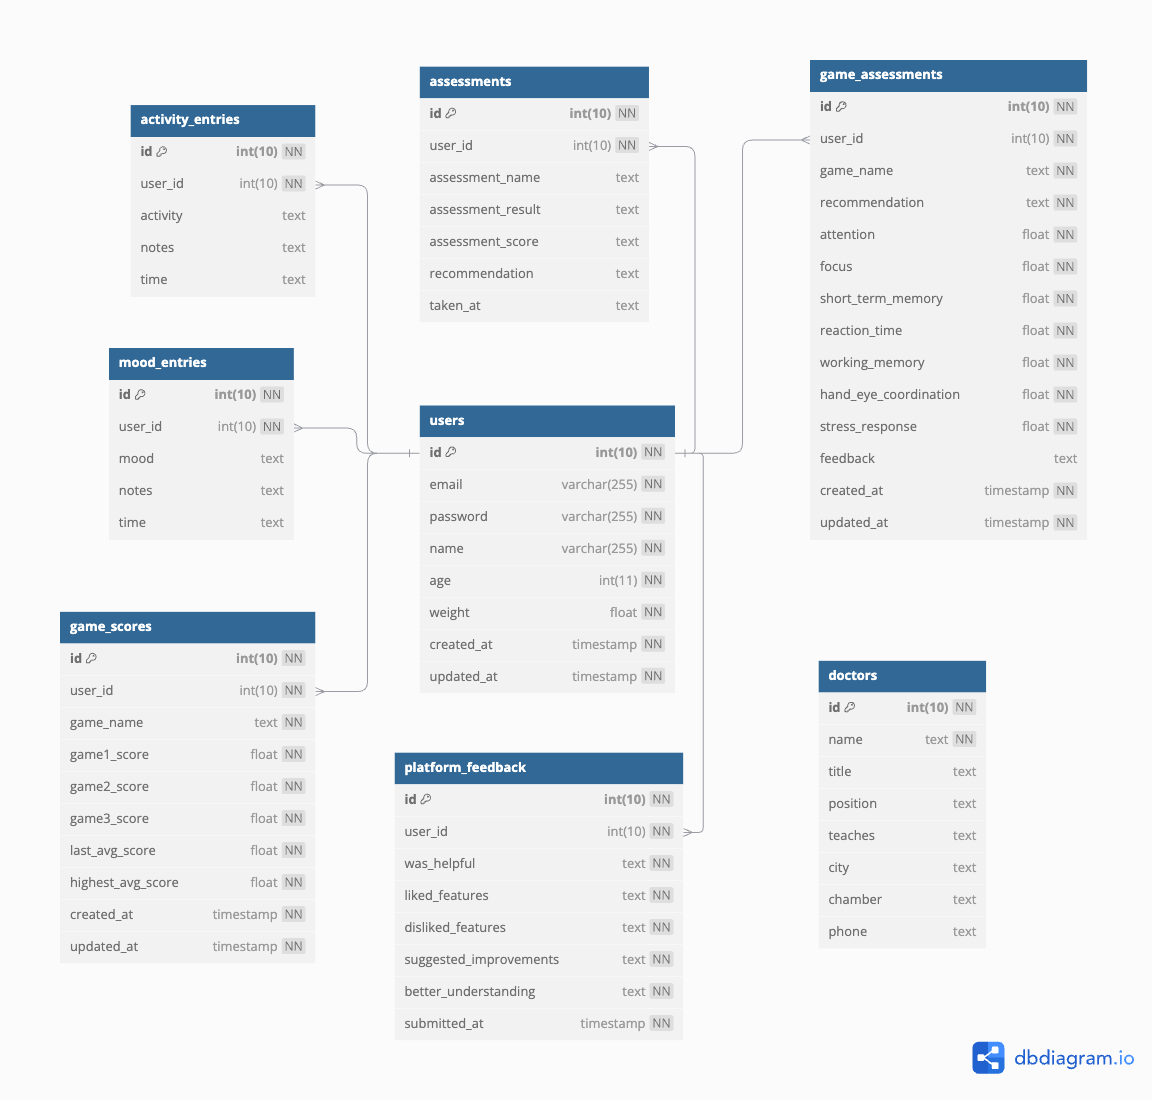 activity_entries
id int(10) NN
user_id int(10) NN
activity text
notes text
time text
assessments
id int(10) NN
user_id int(10) NN
assessment_name text
assessment_result text
assessment_score text
recommendation text
taken_at text
game_assessments
id int(10) NN
user_id int(10) NN
game_name text NN
recommendation text NN
attention float NN
focus float NN
short_term_memory float NN
reaction_time float NN
working_memory float NN
hand_eye_coordination float NN
stress_response float NN
feedback text
created_at timestamp NN
updated_at timestamp NN
mood_entries
id int(10) NN
user_id int(10) NN
mood text
notes text
time text
users
id int(10) NN
email varchar(255) NN
password varchar(255) NN
name varchar(255) NN
age int(11) NN
weight float NN
created_at timestamp NN
updated_at timestamp NN
game_scores
id int(10) NN
user_id int(10) NN
game_name text NN
game1_score float NN
game2_score float NN
game3_score float NN
last_avg_score float NN
highest_avg_score float NN
created_at timestamp NN
updated_at timestamp NN
platform_feedback
id int(10) NN
user_id int(10) NN
was_helpful text NN
liked_features text NN
disliked_features text NN
suggested_improvements text NN
better_understanding text NN
submitted_at timestamp NN
doctors
id int(10) NN
name text NN
title text
position text
teaches text
city text
chamber text
phone text
dbdiagram.io